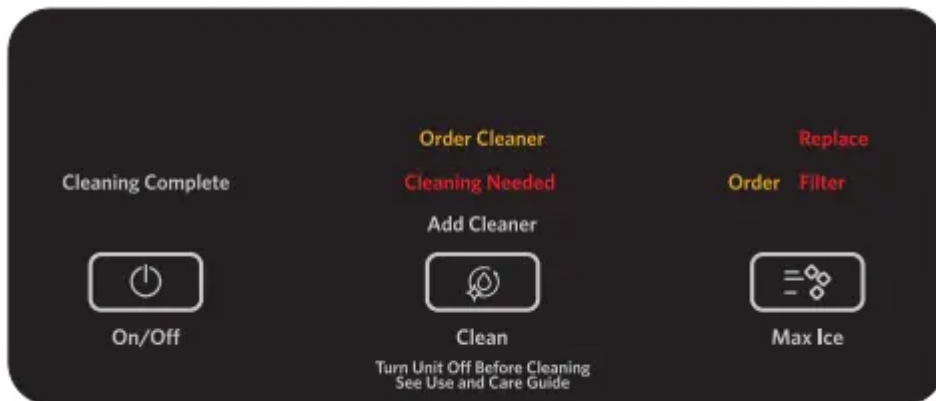 Order Cleaner
Replace
Cleaning Complete
Cleaning Needed
Order Filter
Add Cleaner
On/Off
Clean
Max Ice
Turn Unit Off Before Cleaning
See Use and Care Guide